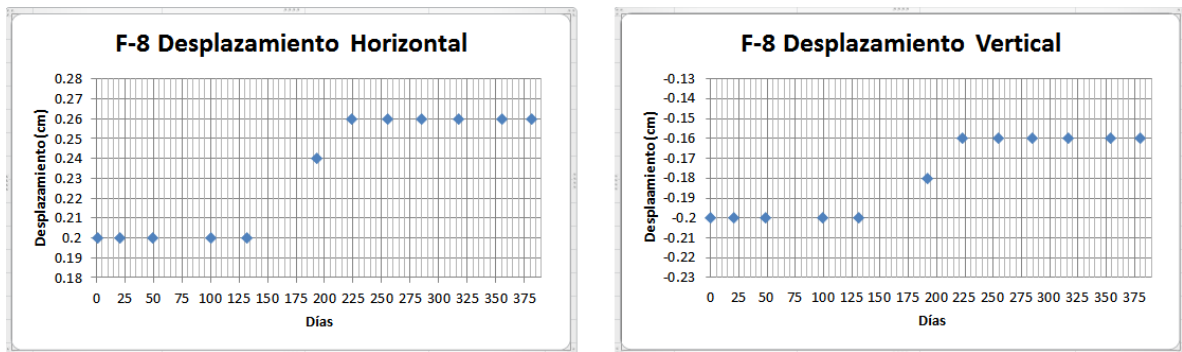 F-8 Desplazamiento Horizontal
Desplazamiento(cm)
0.28
0.27
0.26
0.25
0.24
0.23
0.22
0.21
0.2
0.19
0.18
0 25 50 75 100 125 150 175 200 225 250 275 300 325 350 375
Días
F-8 Desplazamiento Vertical
Desplaamiento(cm)
-0.13
-0.14
-0.15
-0.16
-0.17
-0.18
-0.19
-0.2
-0.21
-0.22
-0.23
0 25 50 75 100 125 150 175 200 225 250 275 300 325 350 375
Días